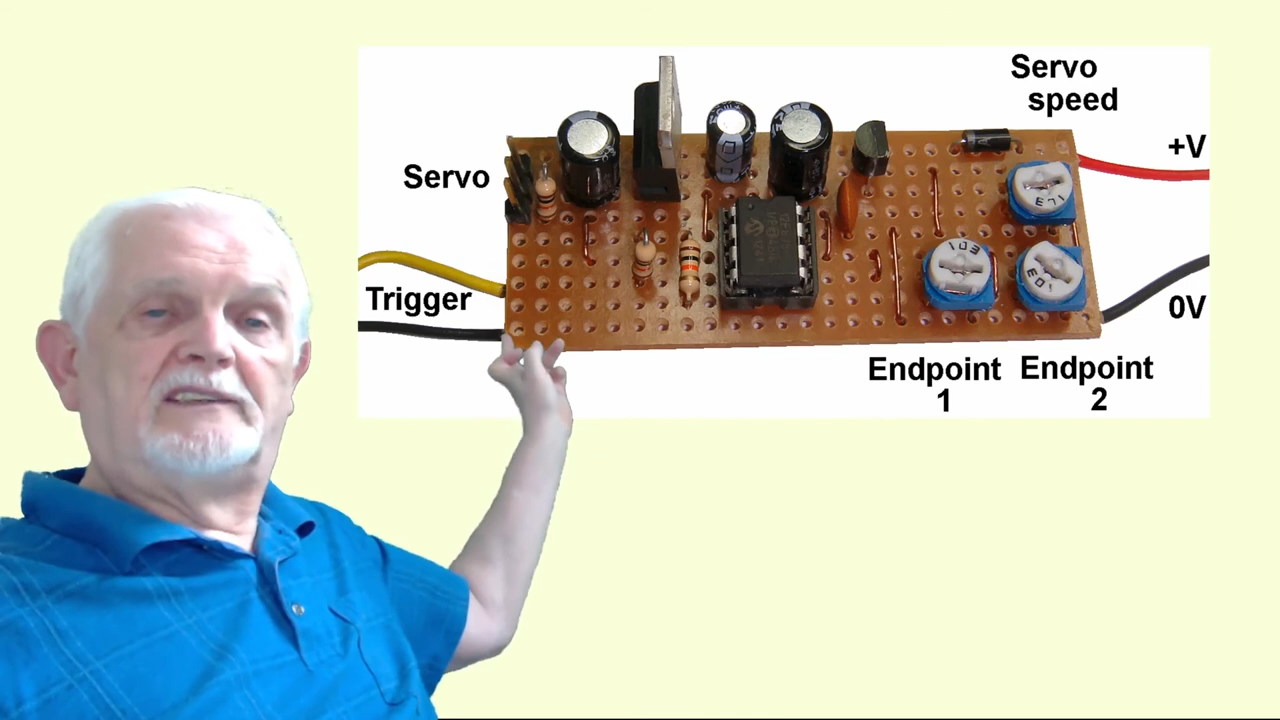 Servo
speed
+V
Servo
Trigger
0V
Endpoint
1
Endpoint
2